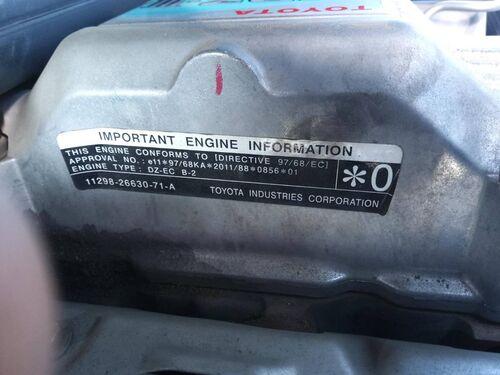 TOYOTA
IMPORTANT ENGINE INFORMATION
THIS ENGINE CONFORMS TO [DIRECTIVE 97/68/EC]
APPROVAL NO.: e11*97/68KA*2011/88*0856*01
ENGINE TYPE: DZ-EC B-2
*0
11298-26630-71-A TOYOTA INDUSTRIES CORPORATION